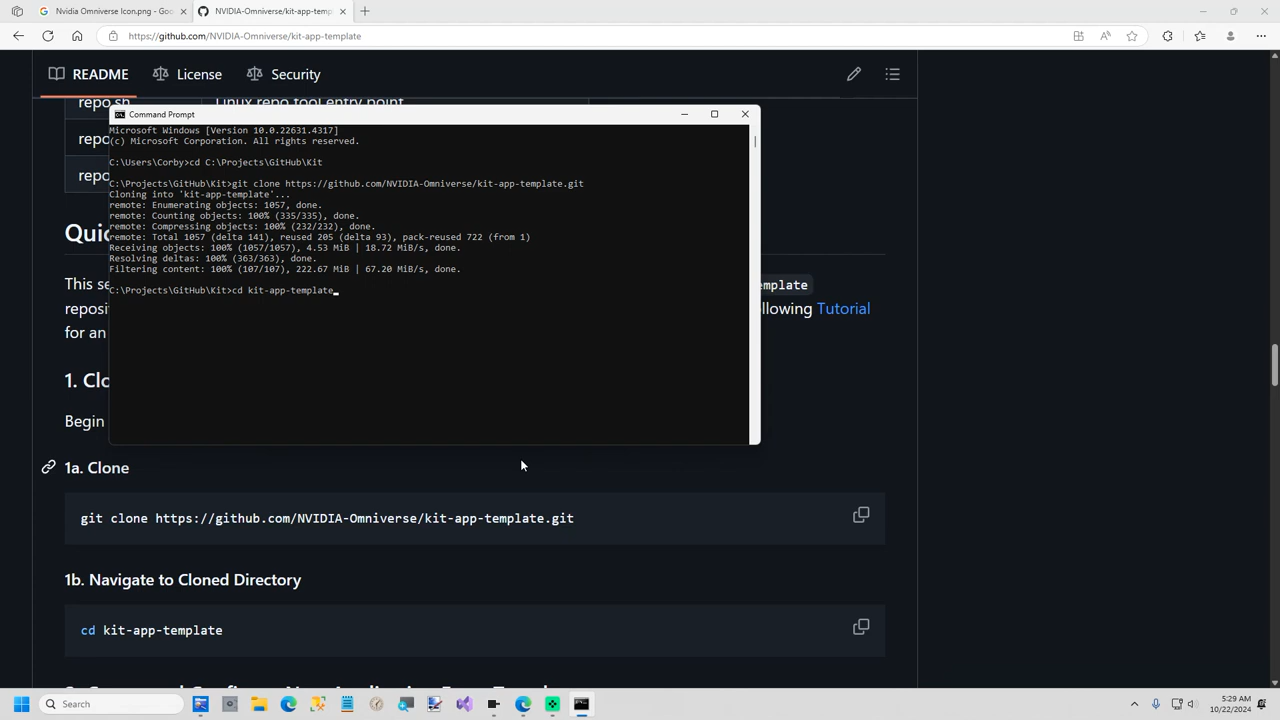 Nvidia Omniverse Icon.png - Goo
NVIDIA-Omniverse/kit-app-temp
https://github.com/NVIDIA-Omniverse/kit-app-template
README
License
Security
repo.sh
Linux repo tool entry point
repo
repo
Command Prompt
Microsoft Windows [Version 10.0.22631.4317]
(c) Microsoft Corporation. All rights reserved.
C:\Users\Corby>cd C:\Projects\GitHub\Kit
C:\Projects\GitHub\Kit>git clone https://github.com/NVIDIA-Omniverse/kit-app-template.git
Cloning into 'kit-app-template'...
remote: Enumerating objects: 1057, done.
remote: Counting objects: 100% (335/335), done.
remote: Compressing objects: 100% (232/232), done.
remote: Total 1057 (delta 141), reused 205 (delta 93), pack-reused 722 (from 1)
Receiving objects: 100% (1057/1057), 4.53 MiB | 18.72 MiB/s, done.
Resolving deltas: 100% (363/363), done.
Filtering content: 100% (107/107), 222.67 MiB | 67.20 MiB/s, done.
C:\Projects\GitHub\Kit>cd kit-app-template
Quic
This se
mplate
reposit
llowing Tutorial
for an
1. Clo
Begin
1a. Clone
git clone https://github.com/NVIDIA-Omniverse/kit-app-template.git
1b. Navigate to Cloned Directory
cd kit-app-template
Search
5:29 AM
10/22/2024